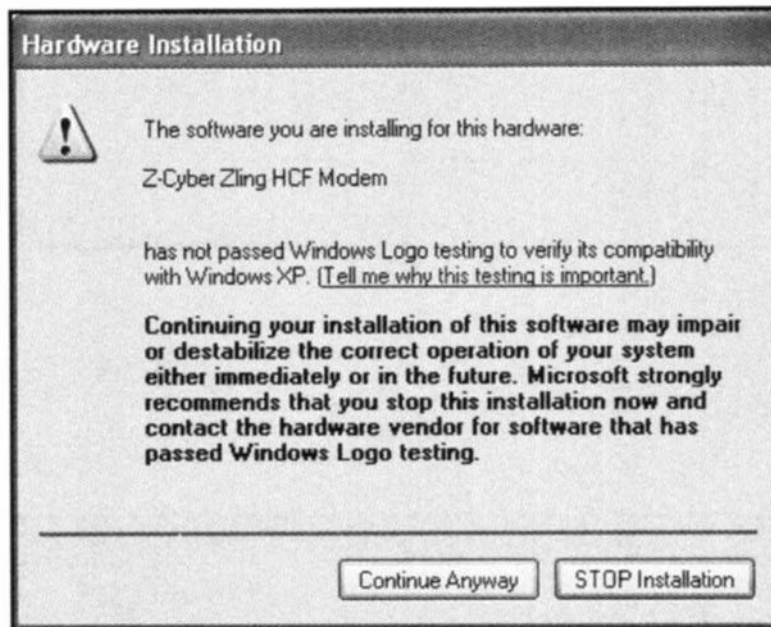 Hardware Installation
The software you are installing for this hardware:
Z-Cyber Zling HCF Modem
has not passed Windows Logo testing to verify its compatibility
with Windows XP. (Tell me why this testing is important.)
Continuing your installation of this software may impair
or destabilize the correct operation of your system
either immediately or in the future. Microsoft strongly
recommends that you stop this installation now and
contact the hardware vendor for software that has
passed Windows Logo testing.
Continue Anyway
STOP Installation